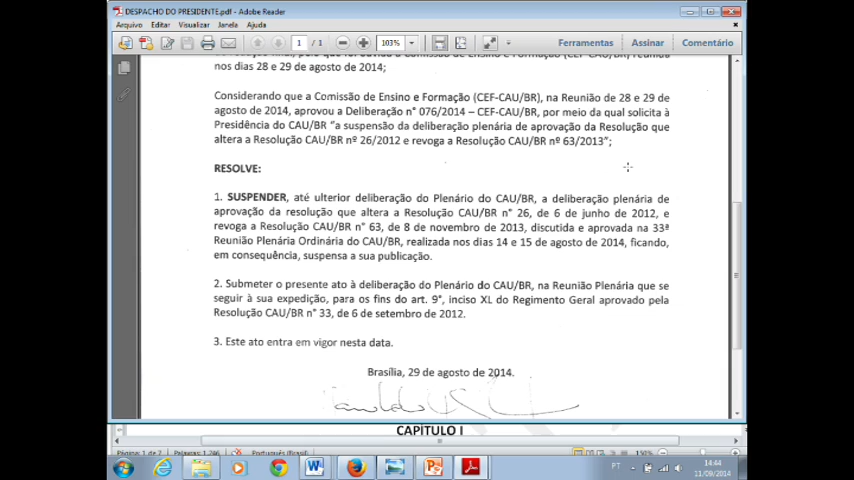 DESPACHO DO PRESIDENTE.pdf - Adobe Reader
Arquivo Editar Visualizar Janela Ajuda
1 / 1 103% Ferramentas Assinar Comentário
nos dias 28 e 29 de agosto de 2014;
Considerando que a Comissão de Ensino e Formação (CEF-CAU/BR), na Reunião de 28 e 29 de
agosto de 2014, aprovou a Deliberação n° 076/2014 – CEF-CAU/BR, por meio da qual solicita à
Presidência do CAU/BR "a suspensão da deliberação plenária de aprovação da Resolução que
altera a Resolução CAU/BR nº 26/2012 e revoga a Resolução CAU/BR nº 63/2013";
RESOLVE:
1. SUSPENDER, até ulterior deliberação do Plenário do CAU/BR, a deliberação plenária de
aprovação da resolução que altera a Resolução CAU/BR n° 26, de 6 de junho de 2012, e
revoga a Resolução CAU/BR n° 63, de 8 de novembro de 2013, discutida e aprovada na 33ª
Reunião Plenária Ordinária do CAU/BR, realizada nos dias 14 e 15 de agosto de 2014, ficando,
em consequência, suspensa a sua publicação.
2. Submeter o presente ato à deliberação do Plenário do CAU/BR, na Reunião Plenária que se
seguir à sua expedição, para os fins do art. 9°, inciso XL do Regimento Geral aprovado pela
Resolução CAU/BR n° 33, de 6 de setembro de 2012.
3. Este ato entra em vigor nesta data.
Brasília, 29 de agosto de 2014.
CAPÍTULO I
Página: 1 de 7 Palavras: 1.286 Português (Brasil) 150%
PT 14:44
11/09/2014